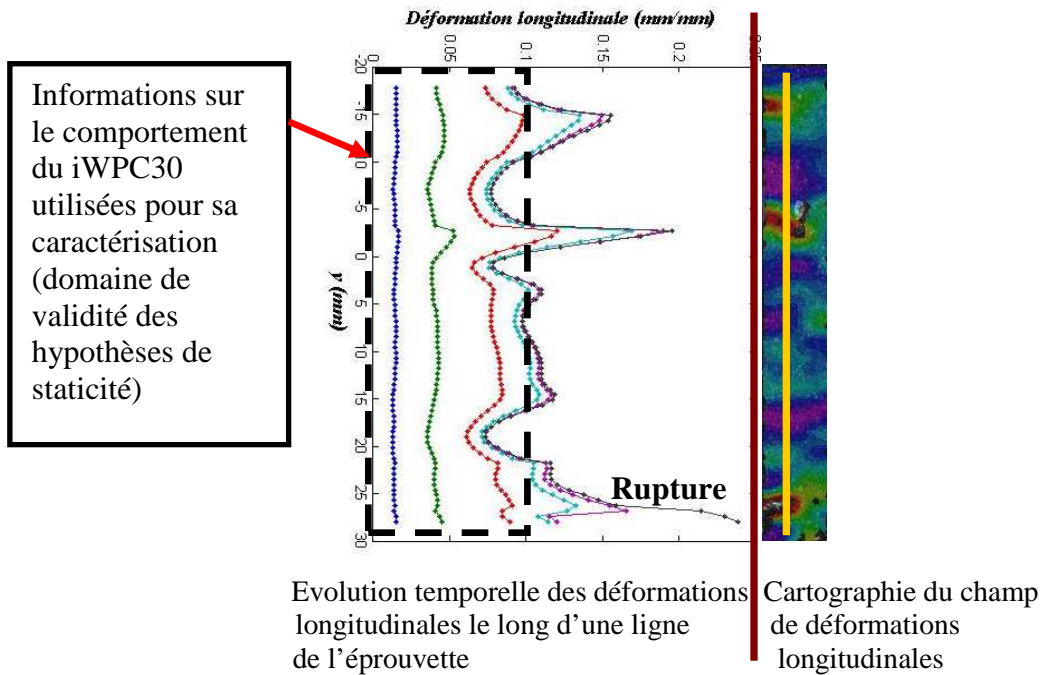 Déformation longitudinale (mm/mm)
0 0.05 0.1 0.15 0.2
-20
-15
-5
0
5
10
15
20
25
30
y (mm)
Informations sur
le comportement
du iWPC30
utilisées pour sa
caractérisation
(domaine de
validité des
hypothèses de
staticité)
Rupture
Evolution temporelle des déformations
longitudinales le long d’une ligne
de l’éprouvette
Cartographie du champ
de déformations
longitudinales